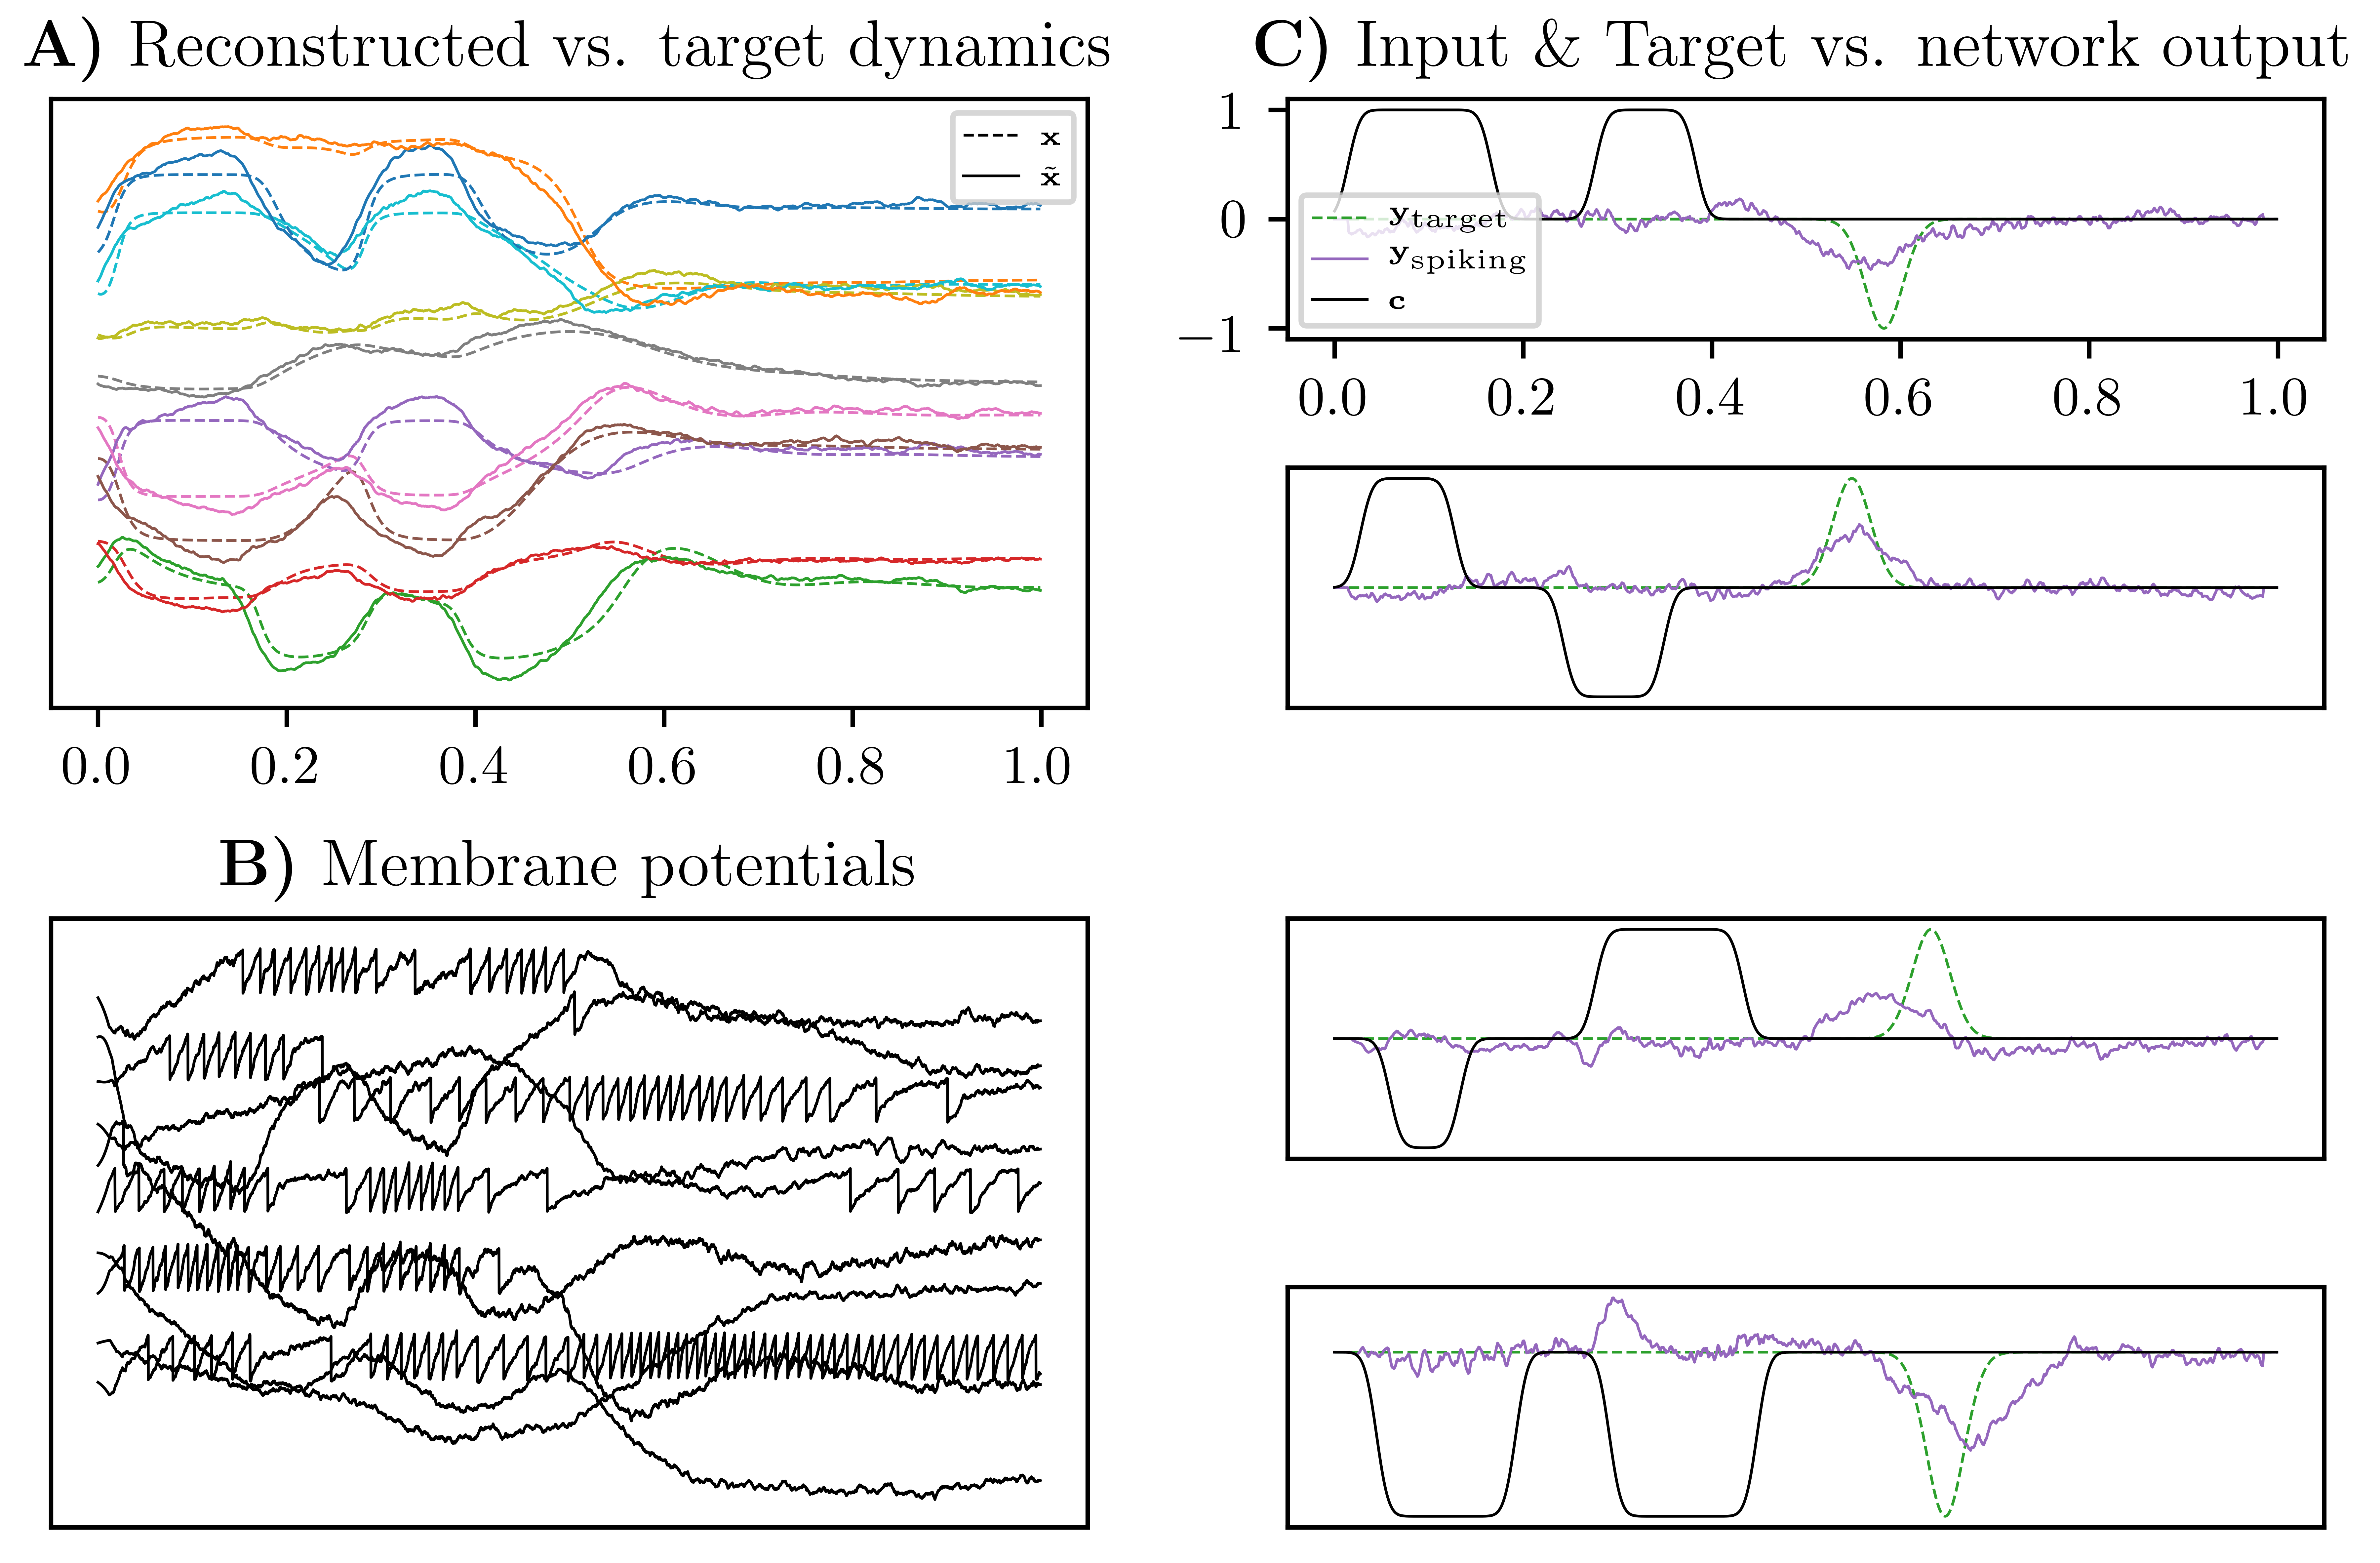 A) Reconstructed vs. target dynamics
x
x̃
0.0 0.2 0.4 0.6 0.8 1.0
B) Membrane potentials
C) Input & Target vs. network output
1
0
−1
y_target
y_spiking
c
0.0 0.2 0.4 0.6 0.8 1.0